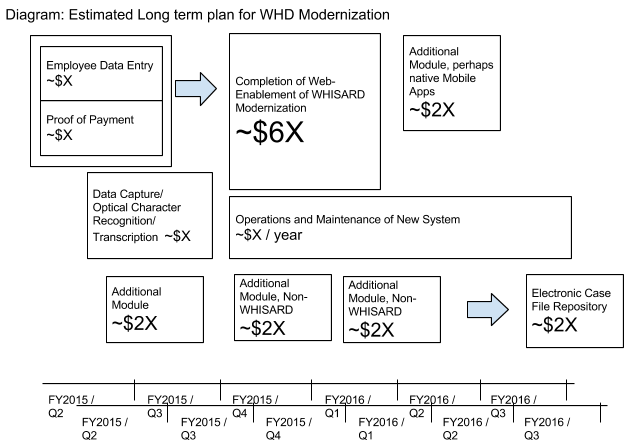 Diagram: Estimated Long term plan for WHD Modernization
Employee Data Entry
~$X
Proof of Payment
~$X
Completion of Web-
Enablement of WHISARD
Modernization
~$6X
Additional
Module, perhaps
native Mobile
Apps
~$2X
Data Capture/
Optical Character
Recognition/
Transcription ~$X
Operations and Maintenance of New System
~$X / year
Additional
Module
~$2X
Additional
Module, Non-
WHISARD
~$2X
Additional
Module, Non-
WHISARD
~$2X
Electronic Case
File Repository
~$2X
FY2015 /
Q2
FY2015 /
Q3
FY2015 /
Q4
FY2016 /
Q1
FY2016 /
Q2
FY2016 /
Q3
FY2015 /
Q2
FY2015 /
Q3
FY2015 /
Q4
FY2016 /
Q1
FY2016 /
Q2
FY2016 /
Q3